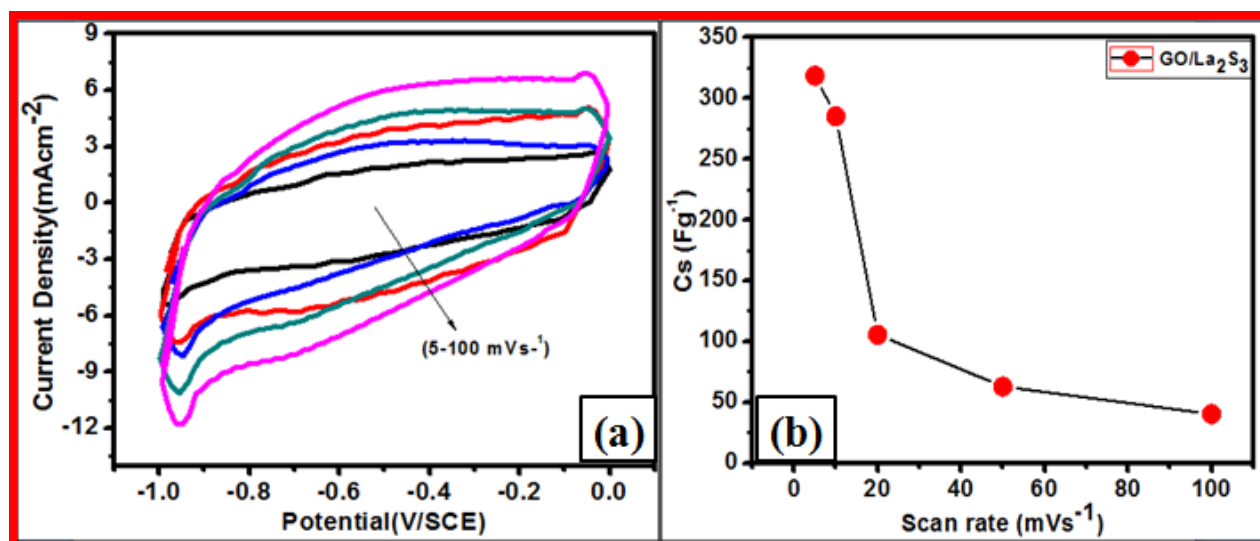 9
6
3
0
-3
-6
-9
-12
Current Density(mAcm-2)
-1.0 -0.8 -0.6 -0.4 -0.2 0.0
Potential(V/SCE)
(5-100 mVs-1)
(a)
350
300
250
200
150
100
50
0
Cs (Fg-1)
0 20 40 60 80 100
Scan rate (mVs-1)
GO/La2S3
(b)